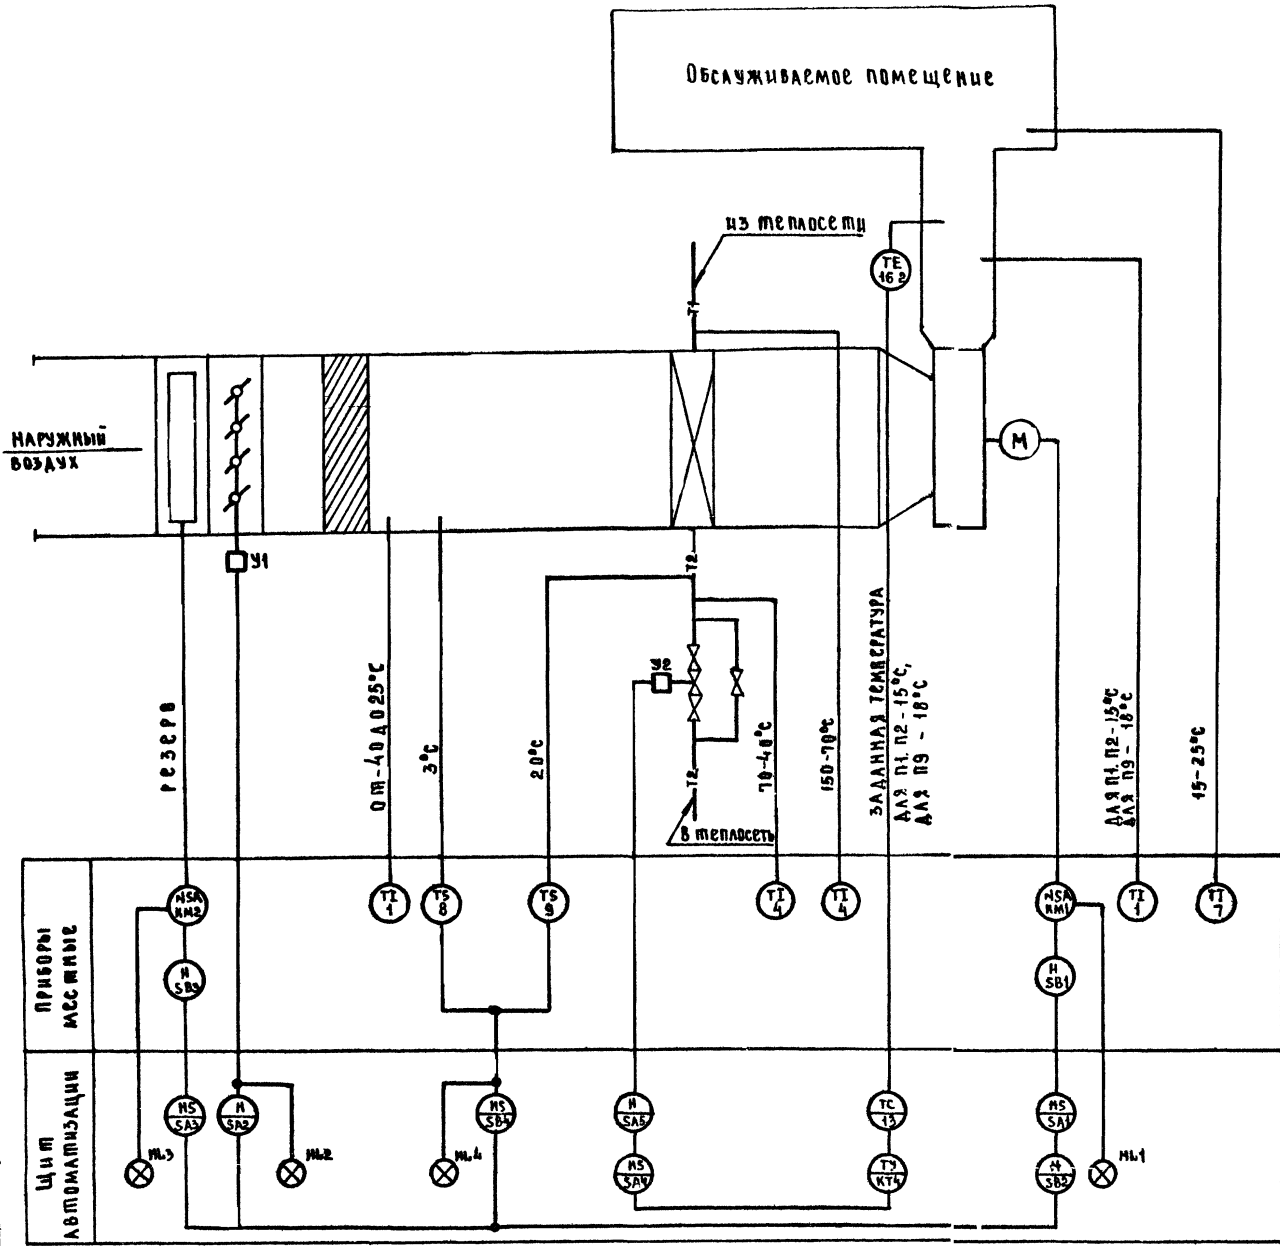 Обслуживаемое помещение
из теплосети
TE
16 2
T1
НАРУЖНЫЙ
ВОЗДУХ
М
У1
T2
У2
T2
в теплосеть
РЕЗЕРВ
от-40 до 25°С
3°С
20°С
70-40°С
150-70°С
ЗАДАННАЯ ТЕМПЕРАТУРА
ДЛЯ П1, П2-15°С,
ДЛЯ П9 - 18°С
ДЛЯ П1, П2-15°С
ДЛЯ П9 - 18°С
15-25°С
ПРИБОРЫ
местные
NSA
KM2
TI
1
TS
8
TS
9
TI
4
TI
4
NSA
KM1
TI
1
TI
7
H
SB3
H
SB1
Щит
АВТОМАТИЗАЦИИ
HS
SA3
H
SA2
HS
SB4
H
SA5
TC
13
HS
SA1
HL3
HL2
HL4
HS
SA4
TY
KT4
H
SB2
HL1